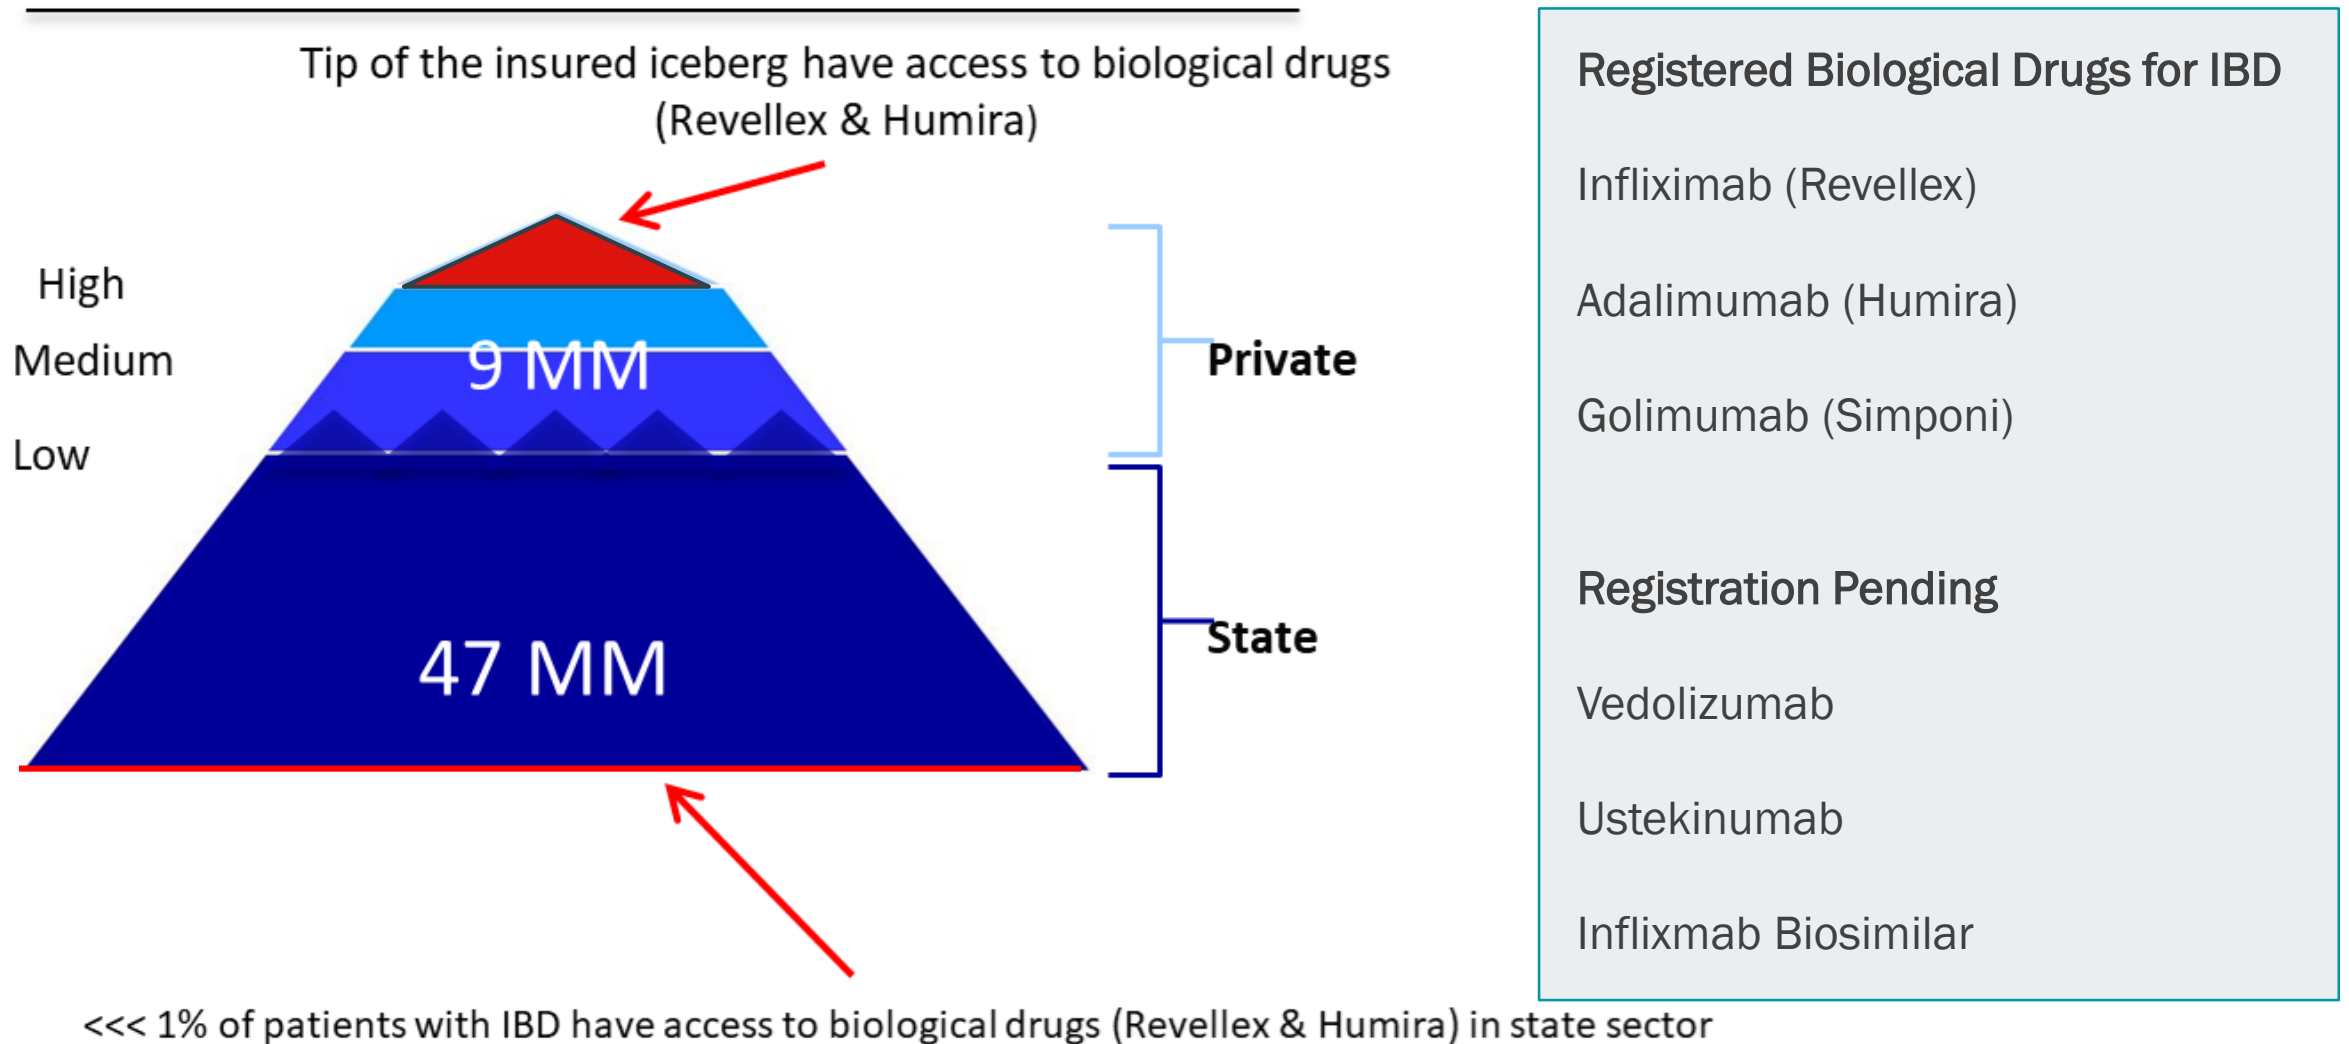 Tip of the insured iceberg have access to biological drugs
(Revellex & Humira)
High
Medium
Low
9 MM
47 MM
Private
State
<<< 1% of patients with IBD have access to biological drugs (Revellex & Humira) in state sector
Registered Biological Drugs for IBD
Infliximab (Revellex)
Adalimumab (Humira)
Golimumab (Simponi)
Registration Pending
Vedolizumab
Ustekinumab
Inflixmab Biosimilar